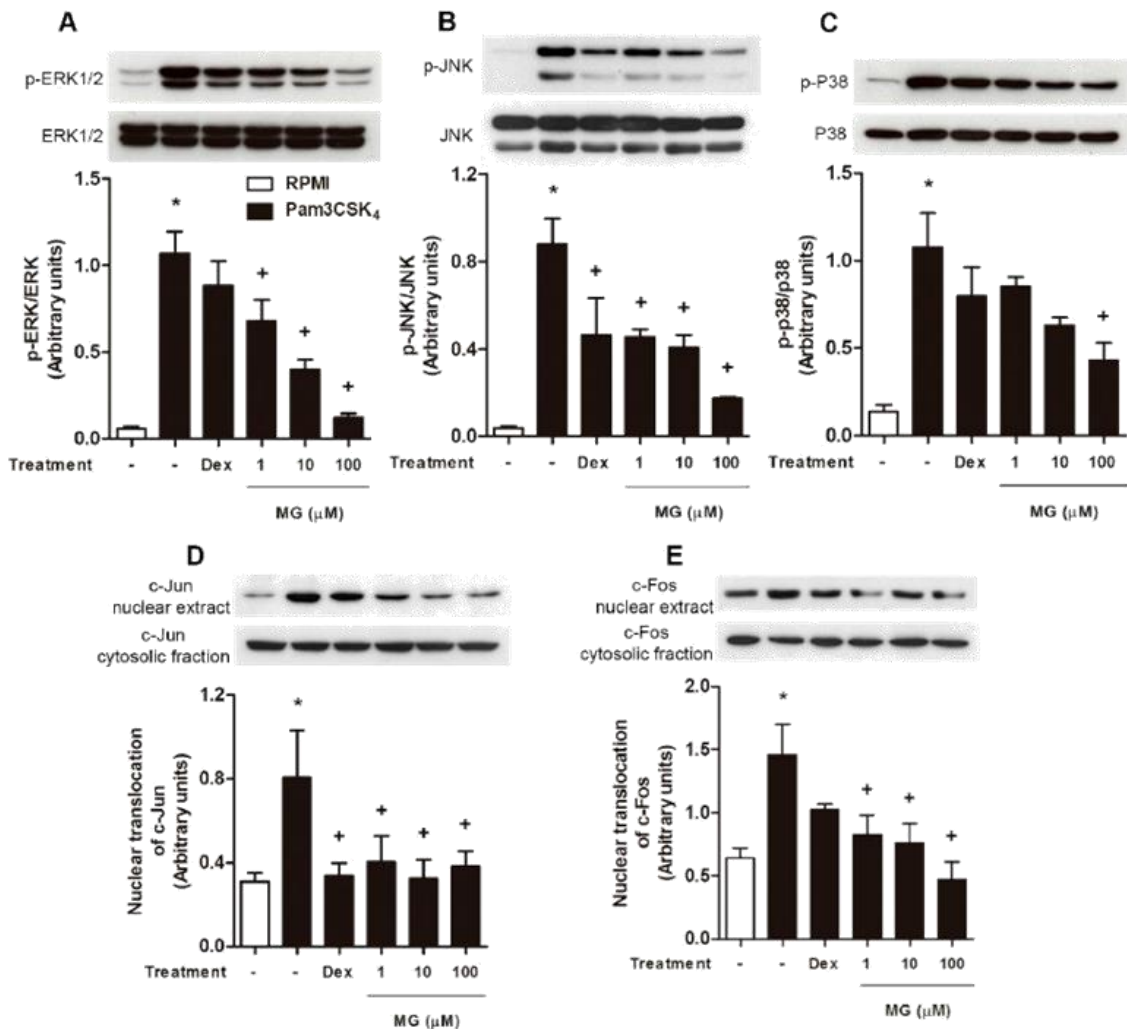 A
p-ERK1/2
ERK1/2
1.5
1.0
0.5
0.0
p-ERK/ERK
(Arbitrary units)
RPMI
Pam3CSK4
*
+
+
+
Treatment - - Dex 1 10 100
MG (μM)
B
p-JNK
JNK
1.2
0.8
0.4
0.0
p-JNK/JNK
(Arbitrary units)
*
+
+
+
+
- - Dex 1 10 100
MG (μM)
C
p-P38
P38
1.5
1.0
0.5
0.0
p-p38/p38
(Arbitrary units)
*
+
- - Dex 1 10 100
MG (μM)
D
c-Jun
nuclear extract
c-Jun
cytosolic fraction
1.2
0.8
0.4
0.0
Nuclear translocation
of c-Jun
(Arbitrary units)
*
+
+
+
+
Treatment - - Dex 1 10 100
MG (μM)
E
c-Fos
nuclear extract
c-Fos
cytosolic fraction
2.0
1.5
1.0
0.5
0.0
Nuclear translocation
of c-Fos
(Arbitrary units)
*
+
+
+
Treatment - - Dex 1 10 100
MG (μM)